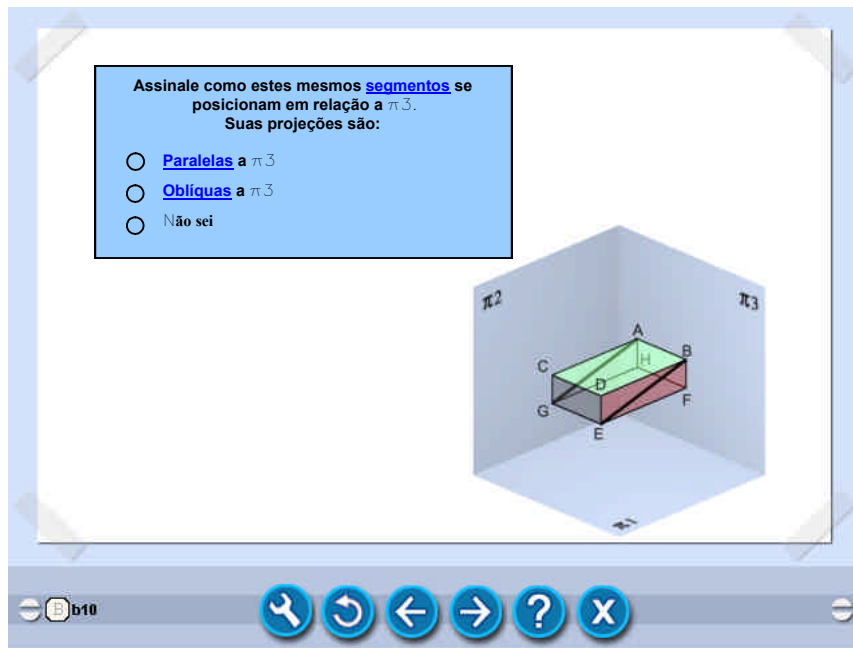 Assinale como estes mesmos segmentos se
posicionam em relação a π3.
Suas projeções são:
Paralelas a π3
Oblíquas a π3
Não sei
π2
π3
A
B
C
H
D
F
G
E
π1
B b10
? X